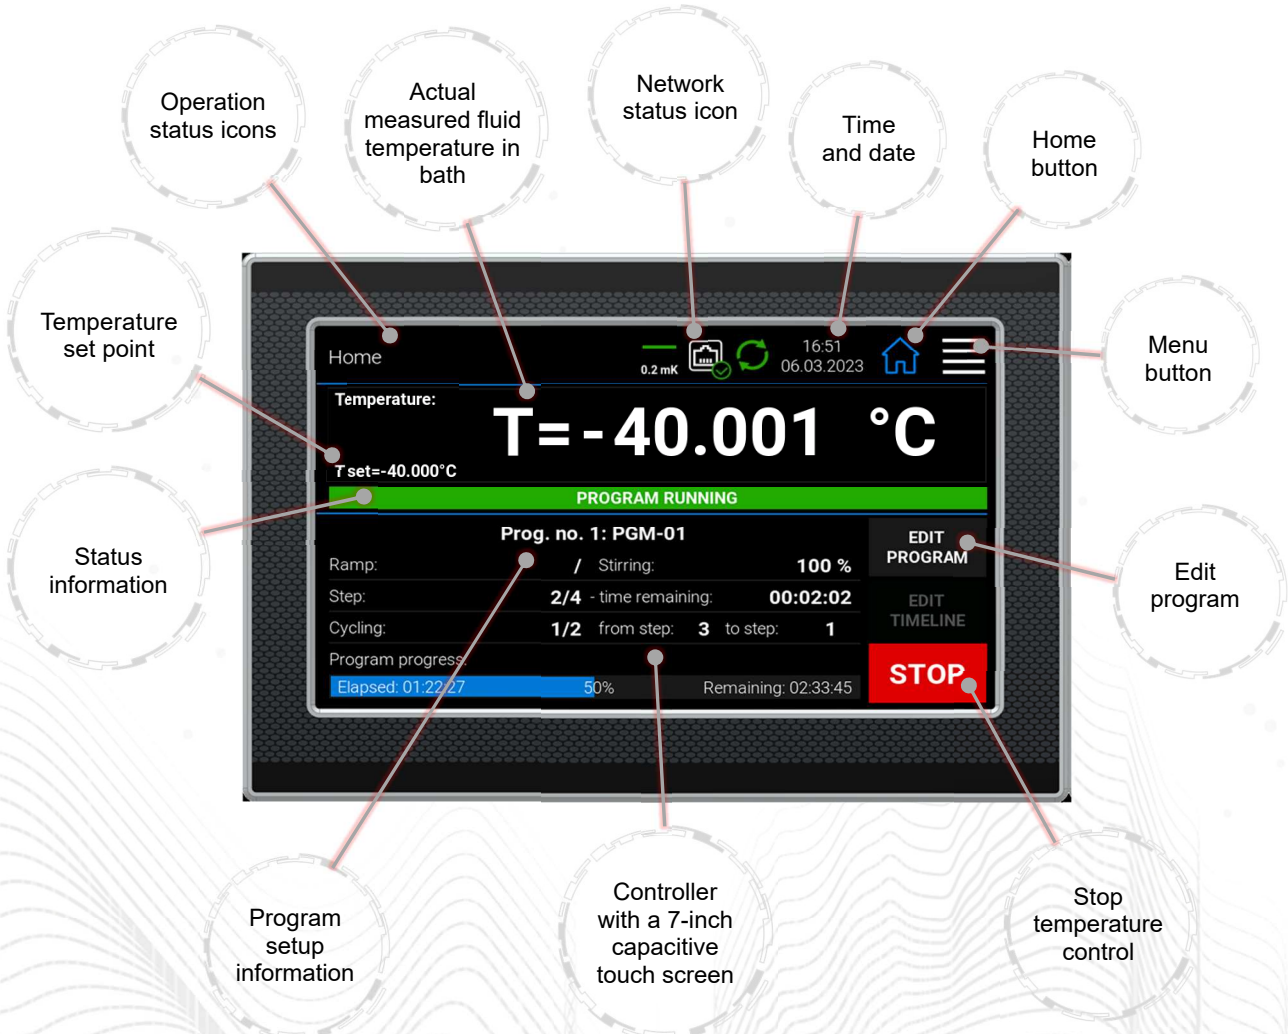 Operation
status icons
Actual
measured fluid
temperature in
bath
Network
status icon
Time
and date
Home
button
Temperature
set point
Menu
button
Status
information
Edit
program
Home
0.2 mK
16:51
06.03.2023
Temperature:
T= - 40.001 °C
T set=-40.000°C
PROGRAM RUNNING
Prog. no. 1: PGM-01
Ramp: / Stirring: 100 %
Step: 2/4 - time remaining: 00:02:02
Cycling: 1/2 from step: 3 to step: 1
Program progress:
Elapsed: 01:22:27 50% Remaining: 02:33:45
EDIT
PROGRAM
EDIT
TIMELINE
STOP
Program
setup
information
Controller
with a 7-inch
capacitive
touch screen
Stop
temperature
control